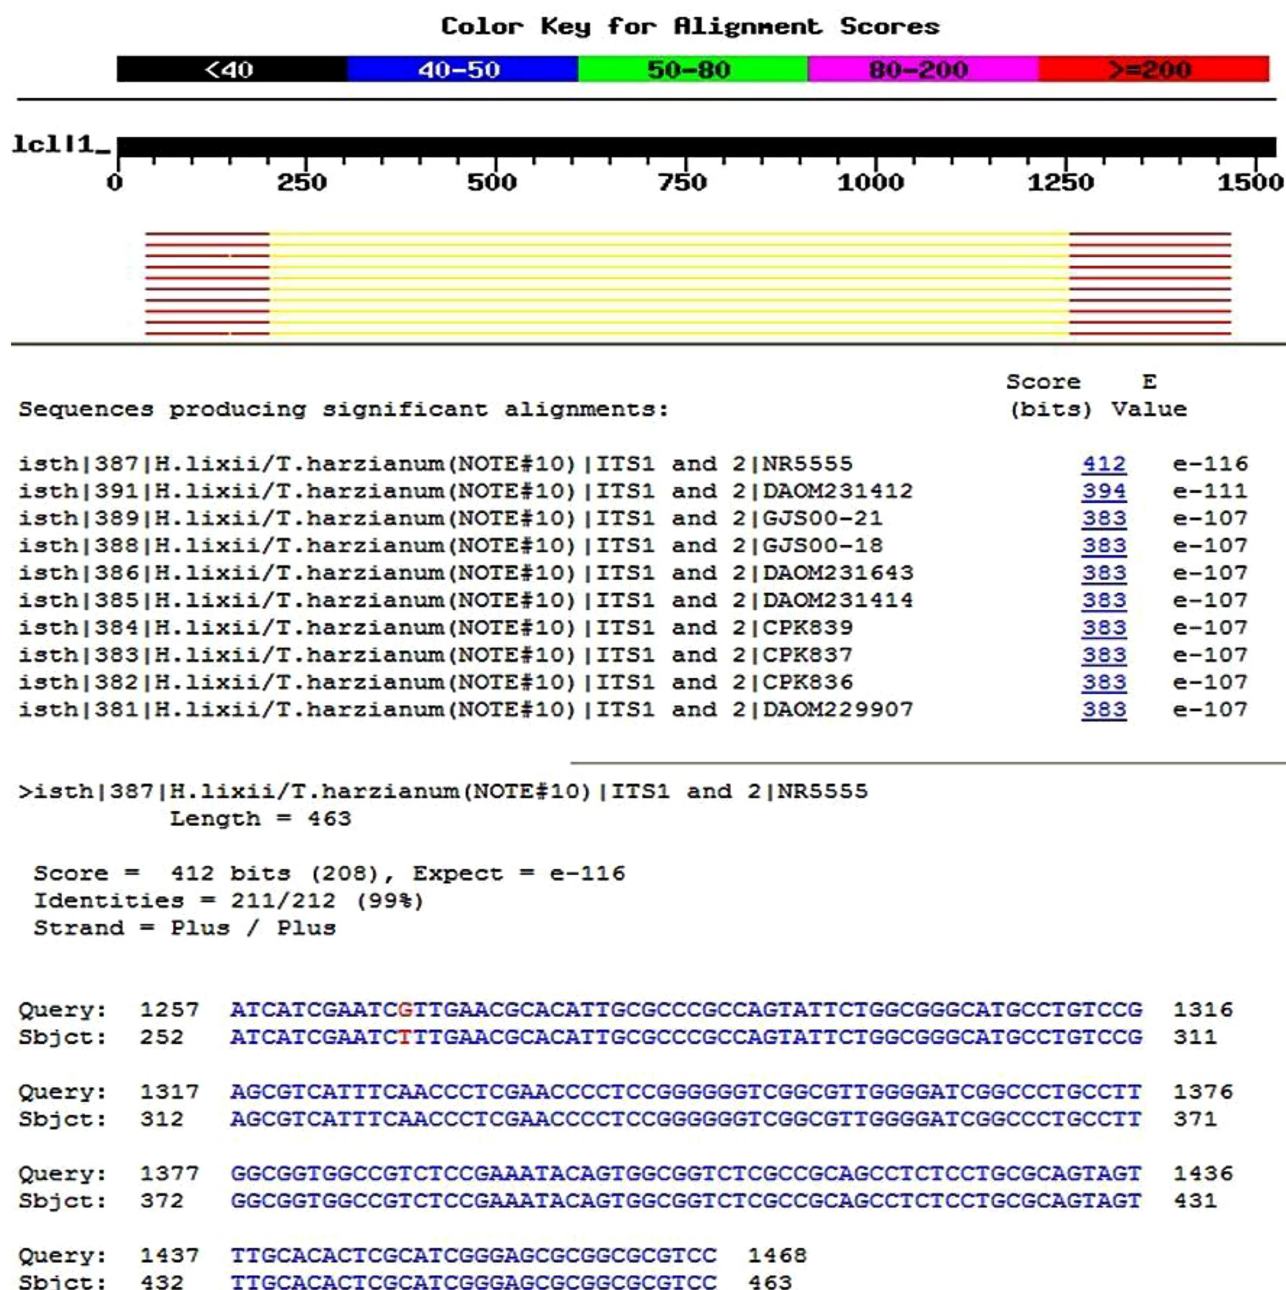 Color Key for Alignment Scores
<40 40-50 50-80 80-200 >=200
lcl|1_
0 250 500 750 1000 1250 1500
Score E
Sequences producing significant alignments: (bits) Value
isth|387|H.lixii/T.harzianum(NOTE#10)|ITS1 and 2|NR5555 412 e-116
isth|391|H.lixii/T.harzianum(NOTE#10)|ITS1 and 2|DAOM231412 394 e-111
isth|389|H.lixii/T.harzianum(NOTE#10)|ITS1 and 2|GJS00-21 383 e-107
isth|388|H.lixii/T.harzianum(NOTE#10)|ITS1 and 2|GJS00-18 383 e-107
isth|386|H.lixii/T.harzianum(NOTE#10)|ITS1 and 2|DAOM231643 383 e-107
isth|385|H.lixii/T.harzianum(NOTE#10)|ITS1 and 2|DAOM231414 383 e-107
isth|384|H.lixii/T.harzianum(NOTE#10)|ITS1 and 2|CPK839 383 e-107
isth|383|H.lixii/T.harzianum(NOTE#10)|ITS1 and 2|CPK837 383 e-107
isth|382|H.lixii/T.harzianum(NOTE#10)|ITS1 and 2|CPK836 383 e-107
isth|381|H.lixii/T.harzianum(NOTE#10)|ITS1 and 2|DAOM229907 383 e-107
>isth|387|H.lixii/T.harzianum(NOTE#10)|ITS1 and 2|NR5555
Length = 463
Score = 412 bits (208), Expect = e-116
Identities = 211/212 (99%)
Strand = Plus / Plus
Query: 1257 ATCATCGAATCGTTGAACGCACATTGCGCCCGCCAGTATTCTGGCGGGCATGCCTGTCCG 1316
Sbjct: 252 ATCATCGAATCTTTGAACGCACATTGCGCCCGCCAGTATTCTGGCGGGCATGCCTGTCCG 311
Query: 1317 AGCGTCATTTCAACCCTCGAACCCCTCCGGGGGGTCGGCGTTGGGGATCGGCCCTGCCTT 1376
Sbjct: 312 AGCGTCATTTCAACCCTCGAACCCCTCCGGGGGGTCGGCGTTGGGGATCGGCCCTGCCTT 371
Query: 1377 GGCGGTGGCCGTCTCCGAAATACAGTGGCGGTCTCGCCGCAGCCTCTCCTGCGCAGTAGT 1436
Sbjct: 372 GGCGGTGGCCGTCTCCGAAATACAGTGGCGGTCTCGCCGCAGCCTCTCCTGCGCAGTAGT 431
Query: 1437 TTGCACACTCGCATCGGGAGCGCGGCGCGTCC 1468
Sbjct: 432 TTGCACACTCGCATCGGGAGCGCGGCGCGTCC 463